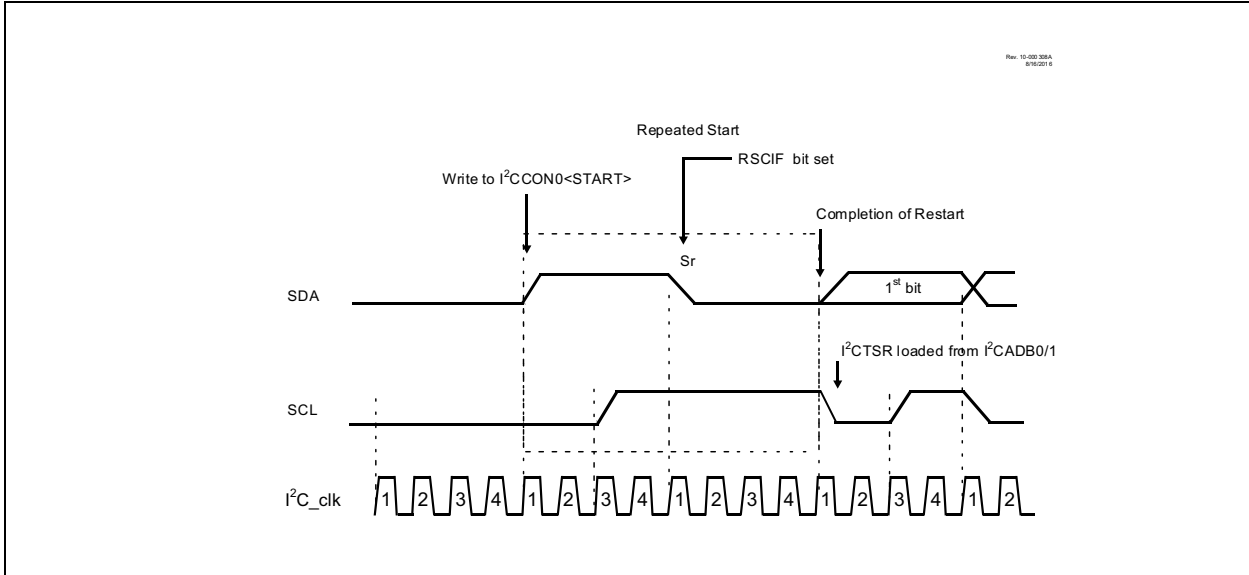 Rev. 10-000 308A
8/16/201 6
Repeated Start
RSCIF bit set
Write to I²CCON0<START>
Completion of Restart
Sr
SDA
1st bit
I²CTSR loaded from I²CADB0/1
SCL
I²C_clk 1 2 3 4 1 2 3 4 1 2 3 4 1 2 3 4 1 2